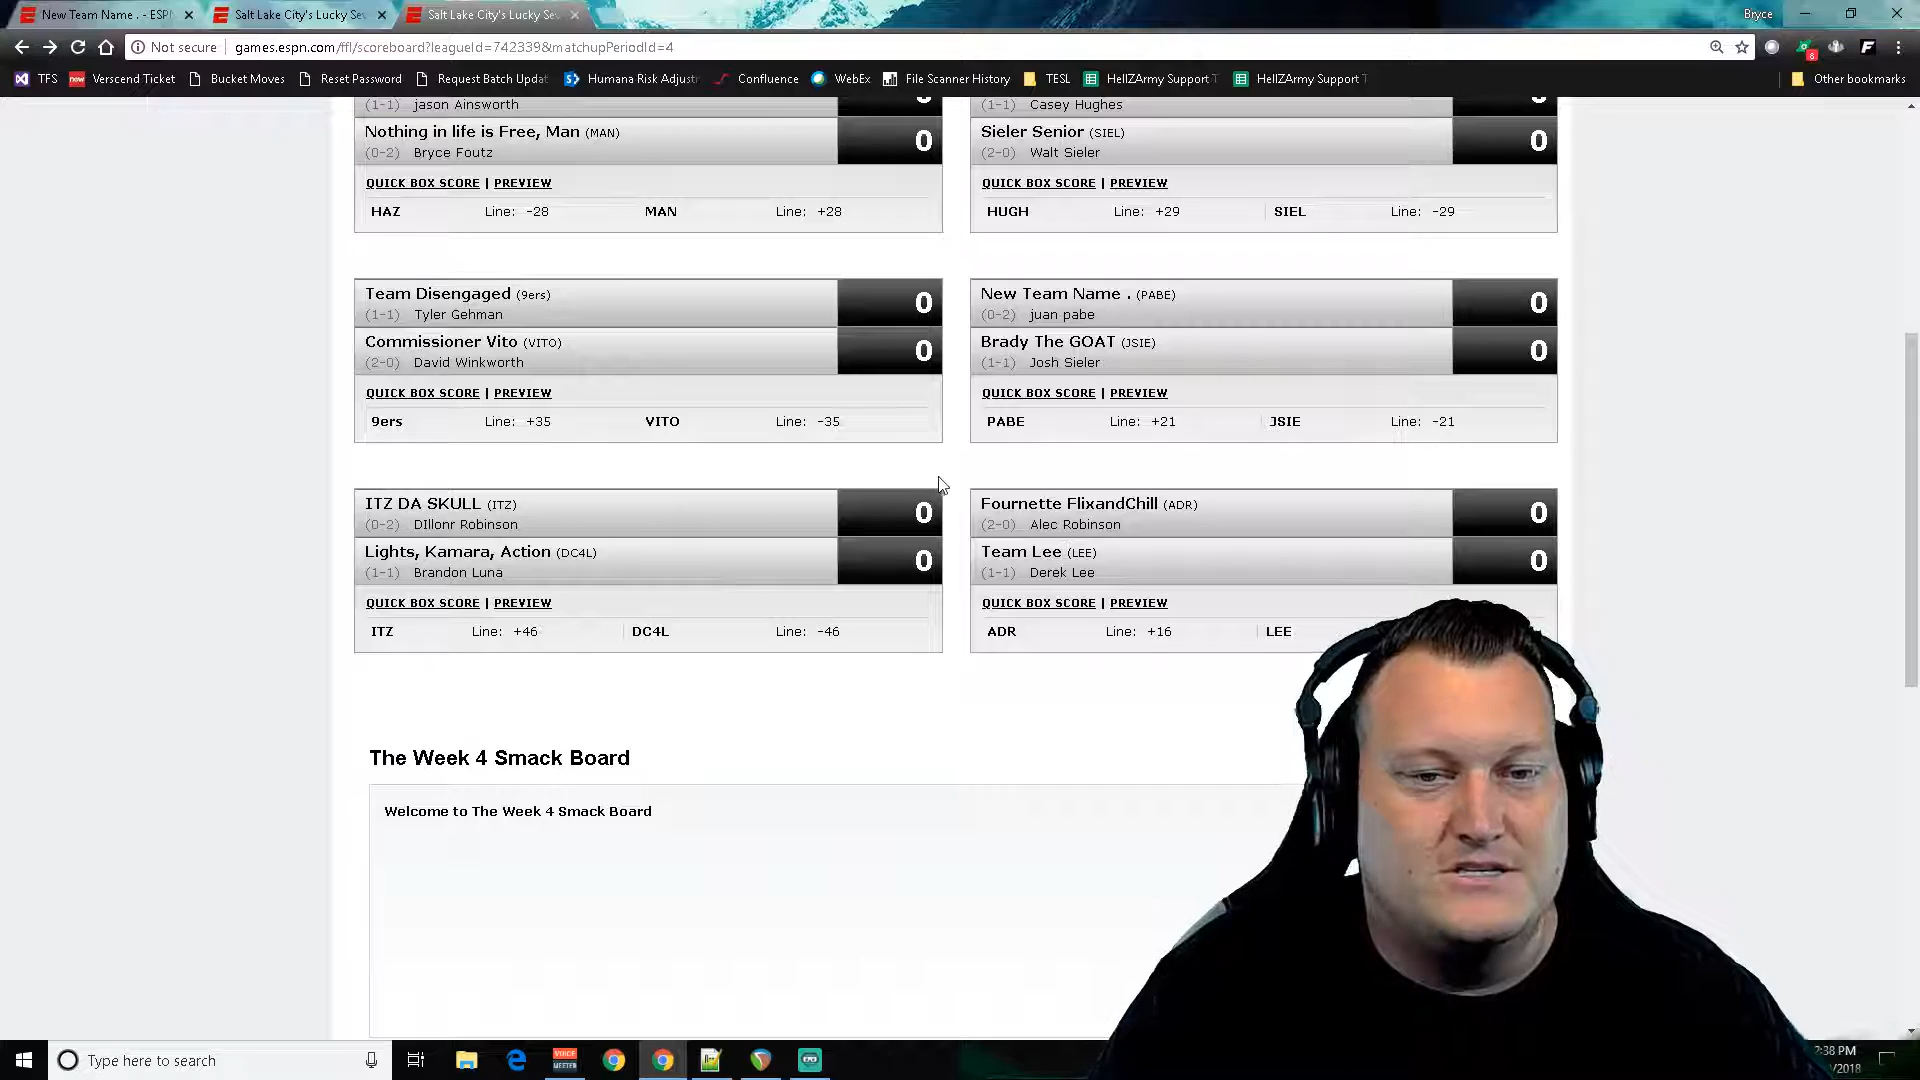 New Team Name . - ESPN
Salt Lake City's Lucky Se
Salt Lake City's Lucky Se
Bryce
Not secure
games.espn.com/ffl/scoreboard?leagueId=742339&matchupPeriodId=4
TFS
now
Verscend Ticket
Bucket Moves
Reset Password
Request Batch Updat
Humana Risk Adjustr
Confluence
WebEx
File Scanner History
TESL
HellZArmy Support T
HellZArmy Support T
Other bookmarks
(1-1) jason Ainsworth
Nothing in life is Free, Man (MAN) 0
(0-2) Bryce Foutz
QUICK BOX SCORE | PREVIEW
HAZ Line: -28 MAN Line: +28
(1-1) Casey Hughes
Sieler Senior (SIEL) 0
(2-0) Walt Sieler
QUICK BOX SCORE | PREVIEW
HUGH Line: +29 SIEL Line: -29
Team Disengaged (9ers) 0
(1-1) Tyler Gehman
Commissioner Vito (VITO) 0
(2-0) David Winkworth
QUICK BOX SCORE | PREVIEW
9ers Line: +35 VITO Line: -35
New Team Name . (PABE) 0
(0-2) juan pabe
Brady The GOAT (JSIE) 0
(1-1) Josh Sieler
QUICK BOX SCORE | PREVIEW
PABE Line: +21 JSIE Line: -21
ITZ DA SKULL (ITZ) 0
(0-2) DIllonr Robinson
Lights, Kamara, Action (DC4L) 0
(1-1) Brandon Luna
QUICK BOX SCORE | PREVIEW
ITZ Line: +46 DC4L Line: -46
Fournette FlixandChill (ADR) 0
(2-0) Alec Robinson
Team Lee (LEE) 0
(1-1) Derek Lee
QUICK BOX SCORE | PREVIEW
ADR Line: +16 LEE
The Week 4 Smack Board
Welcome to The Week 4 Smack Board
Type here to search
VOICE
MEETER
2:38 PM
/2018